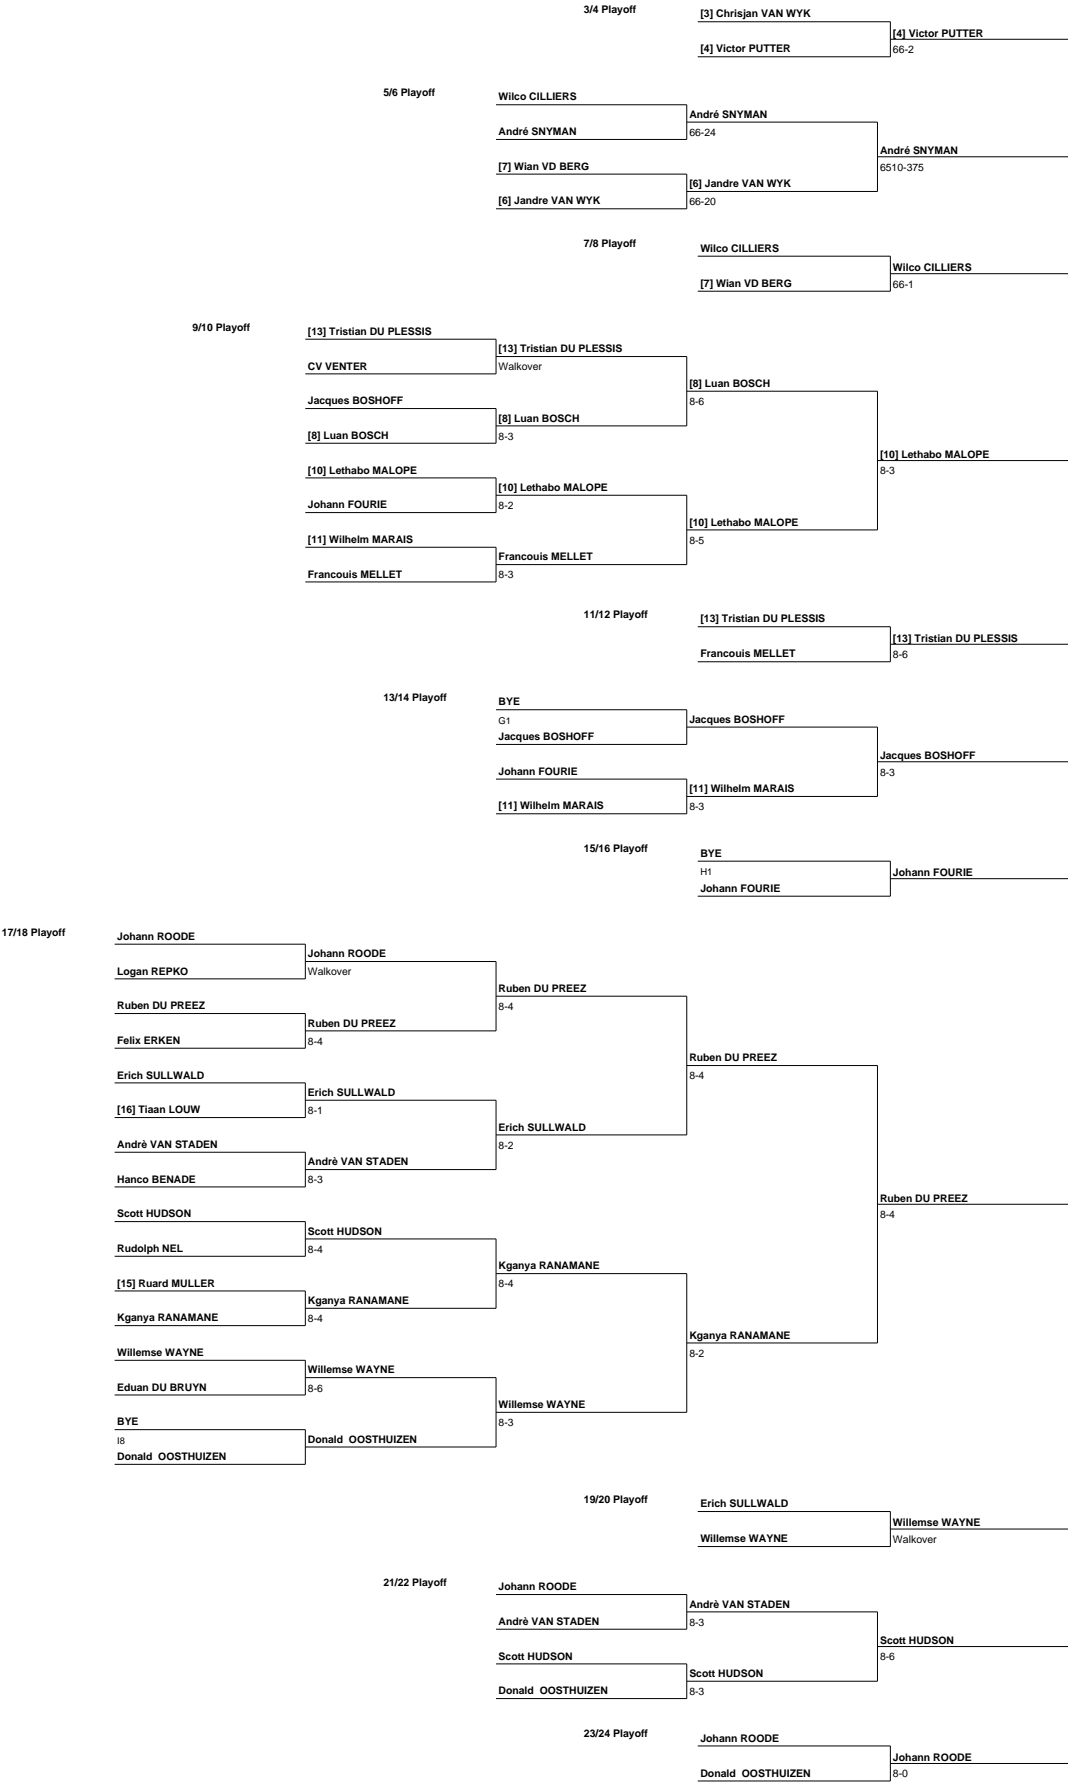 3/4 Playoff
[3] Chrisjan VAN WYK
[4] Victor PUTTER
[4] Victor PUTTER
66-2
5/6 Playoff
Wilco CILLIERS
André SNYMAN
André SNYMAN
66-24
André SNYMAN
6510-375
[7] Wian VD BERG
[6] Jandre VAN WYK
[6] Jandre VAN WYK
66-20
7/8 Playoff
Wilco CILLIERS
Wilco CILLIERS
[7] Wian VD BERG
66-1
9/10 Playoff
[13] Tristian DU PLESSIS
[13] Tristian DU PLESSIS
CV VENTER
Walkover
[8] Luan BOSCH
8-6
Jacques BOSHOFF
[8] Luan BOSCH
[8] Luan BOSCH
8-3
[10] Lethabo MALOPE
8-3
[10] Lethabo MALOPE
[10] Lethabo MALOPE
Johann FOURIE
8-2
[10] Lethabo MALOPE
8-5
[11] Wilhelm MARAIS
Francouis MELLET
Francouis MELLET
8-3
11/12 Playoff
[13] Tristian DU PLESSIS
[13] Tristian DU PLESSIS
Francouis MELLET
8-6
13/14 Playoff
BYE
G1
Jacques BOSHOFF
Jacques BOSHOFF
Jacques BOSHOFF
8-3
Johann FOURIE
[11] Wilhelm MARAIS
[11] Wilhelm MARAIS
8-3
15/16 Playoff
BYE
H1
Johann FOURIE
Johann FOURIE
17/18 Playoff
Johann ROODE
Johann ROODE
Logan REPKO
Walkover
Ruben DU PREEZ
8-4
Ruben DU PREEZ
Ruben DU PREEZ
Felix ERKEN
8-4
Ruben DU PREEZ
8-4
Erich SULLWALD
Erich SULLWALD
[16] Tiaan LOUW
8-1
Erich SULLWALD
8-2
Andrè VAN STADEN
Andrè VAN STADEN
Hanco BENADE
8-3
Ruben DU PREEZ
8-4
Scott HUDSON
Scott HUDSON
Rudolph NEL
8-4
Kganya RANAMANE
8-4
[15] Ruard MULLER
Kganya RANAMANE
Kganya RANAMANE
8-4
Kganya RANAMANE
8-2
Willemse WAYNE
Willemse WAYNE
Eduan DU BRUYN
8-6
Willemse WAYNE
8-3
BYE
I8
Donald OOSTHUIZEN
Donald OOSTHUIZEN
19/20 Playoff
Erich SULLWALD
Willemse WAYNE
Willemse WAYNE
Walkover
21/22 Playoff
Johann ROODE
Andrè VAN STADEN
Andrè VAN STADEN
8-3
Scott HUDSON
8-6
Scott HUDSON
Scott HUDSON
Donald OOSTHUIZEN
8-3
23/24 Playoff
Johann ROODE
Johann ROODE
Donald OOSTHUIZEN
8-0